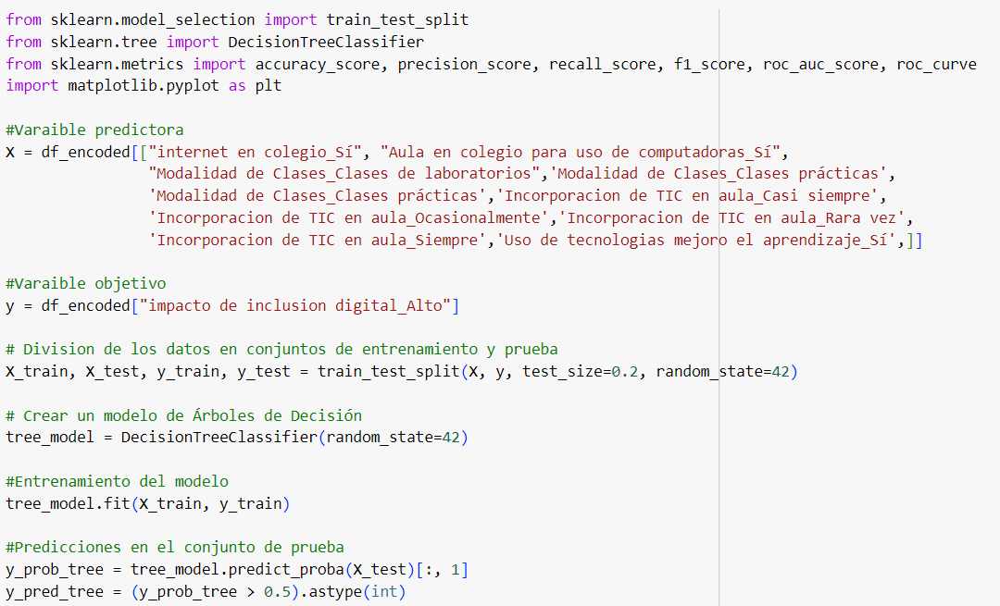 from sklearn.model_selection import train_test_split
from sklearn.tree import DecisionTreeClassifier
from sklearn.metrics import accuracy_score, precision_score, recall_score, f1_score, roc_auc_score, roc_curve
import matplotlib.pyplot as plt
#Varaible predictora
X = df_encoded[["internet en colegio_Sí", "Aula en colegio para uso de computadoras_Sí",
"Modalidad de Clases_Clases de laboratorios",'Modalidad de Clases_Clases prácticas',
'Modalidad de Clases_Clases prácticas','Incorporacion de TIC en aula_Casi siempre',
'Incorporacion de TIC en aula_Ocasionalmente','Incorporacion de TIC en aula_Rara vez',
'Incorporacion de TIC en aula_Siempre','Uso de tecnologias mejoro el aprendizaje_Sí',]]
#Varaible objetivo
y = df_encoded["impacto de inclusion digital_Alto"]
# Division de los datos en conjuntos de entrenamiento y prueba
X_train, X_test, y_train, y_test = train_test_split(X, y, test_size=0.2, random_state=42)
# Crear un modelo de Árboles de Decisión
tree_model = DecisionTreeClassifier(random_state=42)
#Entrenamiento del modelo
tree_model.fit(X_train, y_train)
#Predicciones en el conjunto de prueba
y_prob_tree = tree_model.predict_proba(X_test)[:, 1]
y_pred_tree = (y_prob_tree > 0.5).astype(int)